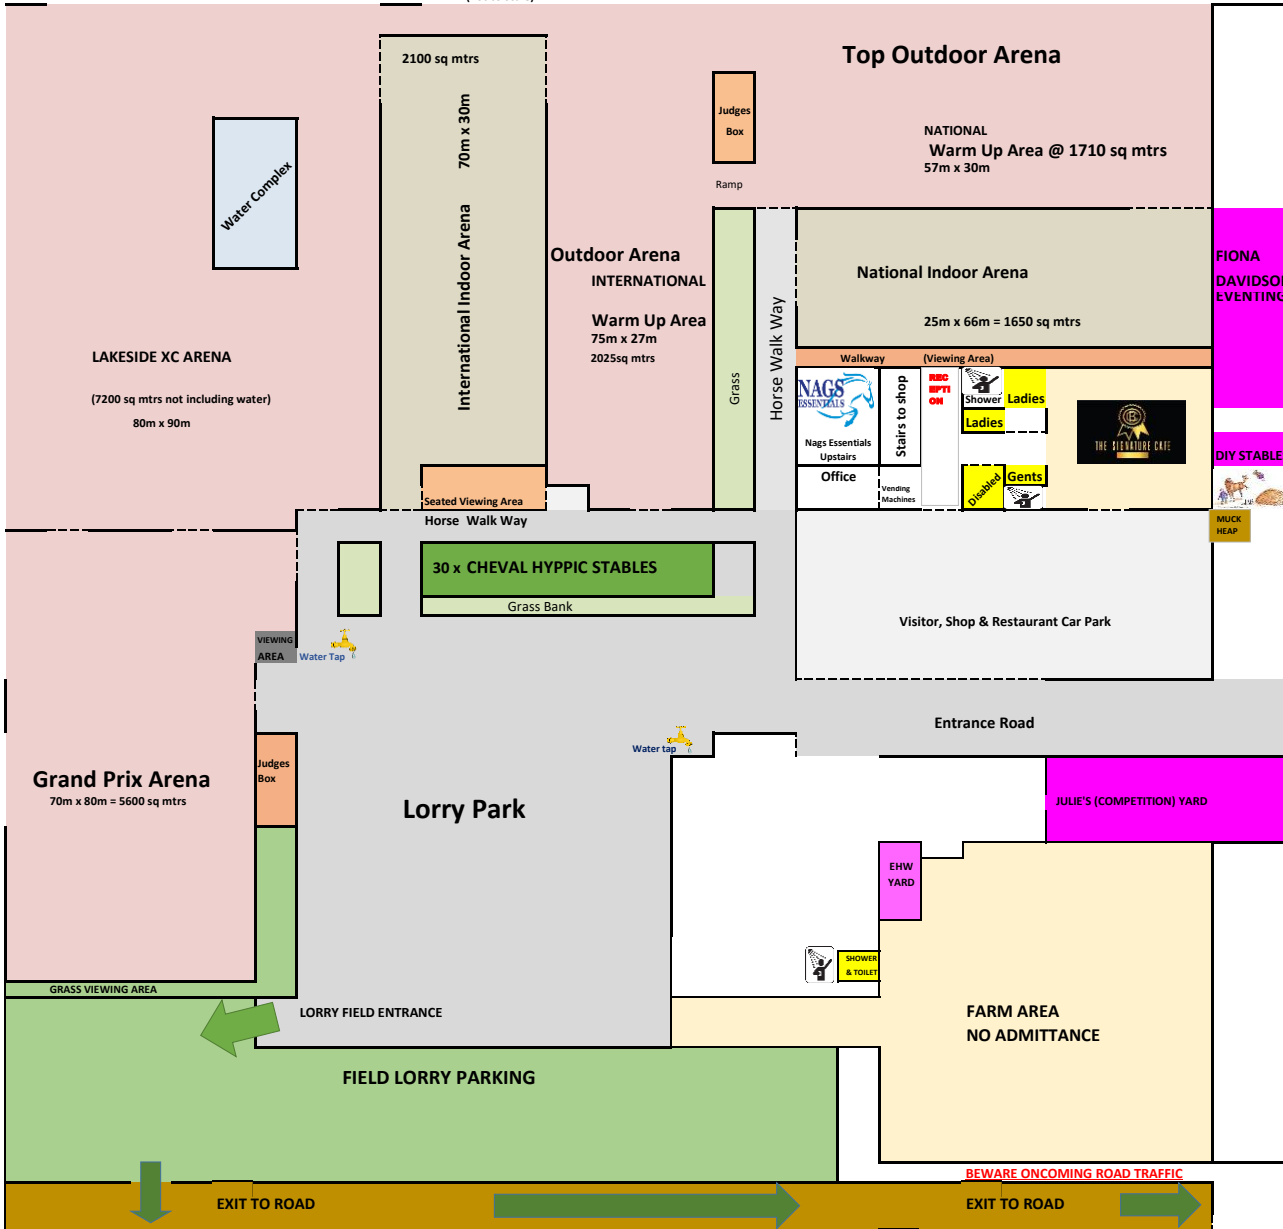 2100 sq mtrs
Top Outdoor Arena
70m x 30m
Judges
Box
NATIONAL
Warm Up Area @ 1710 sq mtrs
57m x 30m
Water Complex
Ramp
International Indoor Arena
Outdoor Arena
INTERNATIONAL
Warm Up Area
75m x 27m
2025sq mtrs
Grass
Horse Walk Way
National Indoor Arena
25m x 66m = 1650 sq mtrs
FIONA
DAVIDSO
EVENTING
LAKESIDE XC ARENA
(7200 sq mtrs not including water)
80m x 90m
Walkway (Viewing Area)
NAGS
ESSENTIALS
Nags Essentials
Upstairs
Stairs to shop
REC
EPTI
ON
Shower
Ladies
Ladies
THE SIGNATURE CAFE
DIY STABLE
Office
Vending
Machines
Disabled
Gents
Seated Viewing Area
Horse Walk Way
MUCK
HEAP
30 x CHEVAL HYPPIC STABLES
Grass Bank
Visitor, Shop & Restaurant Car Park
VIEWING
AREA
Water Tap
Entrance Road
Water tap
Judges
Box
Grand Prix Arena
70m x 80m = 5600 sq mtrs
Lorry Park
JULIE'S (COMPETITION) YARD
EHW
YARD
SHOWER
& TOILET
GRASS VIEWING AREA
LORRY FIELD ENTRANCE
FARM AREA
NO ADMITTANCE
FIELD LORRY PARKING
BEWARE ONCOMING ROAD TRAFFIC
EXIT TO ROAD
EXIT TO ROAD